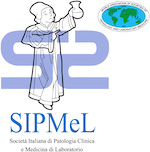 SIPMeL
Società Italiana di Patologia Clinica
e Medicina di Laboratorio